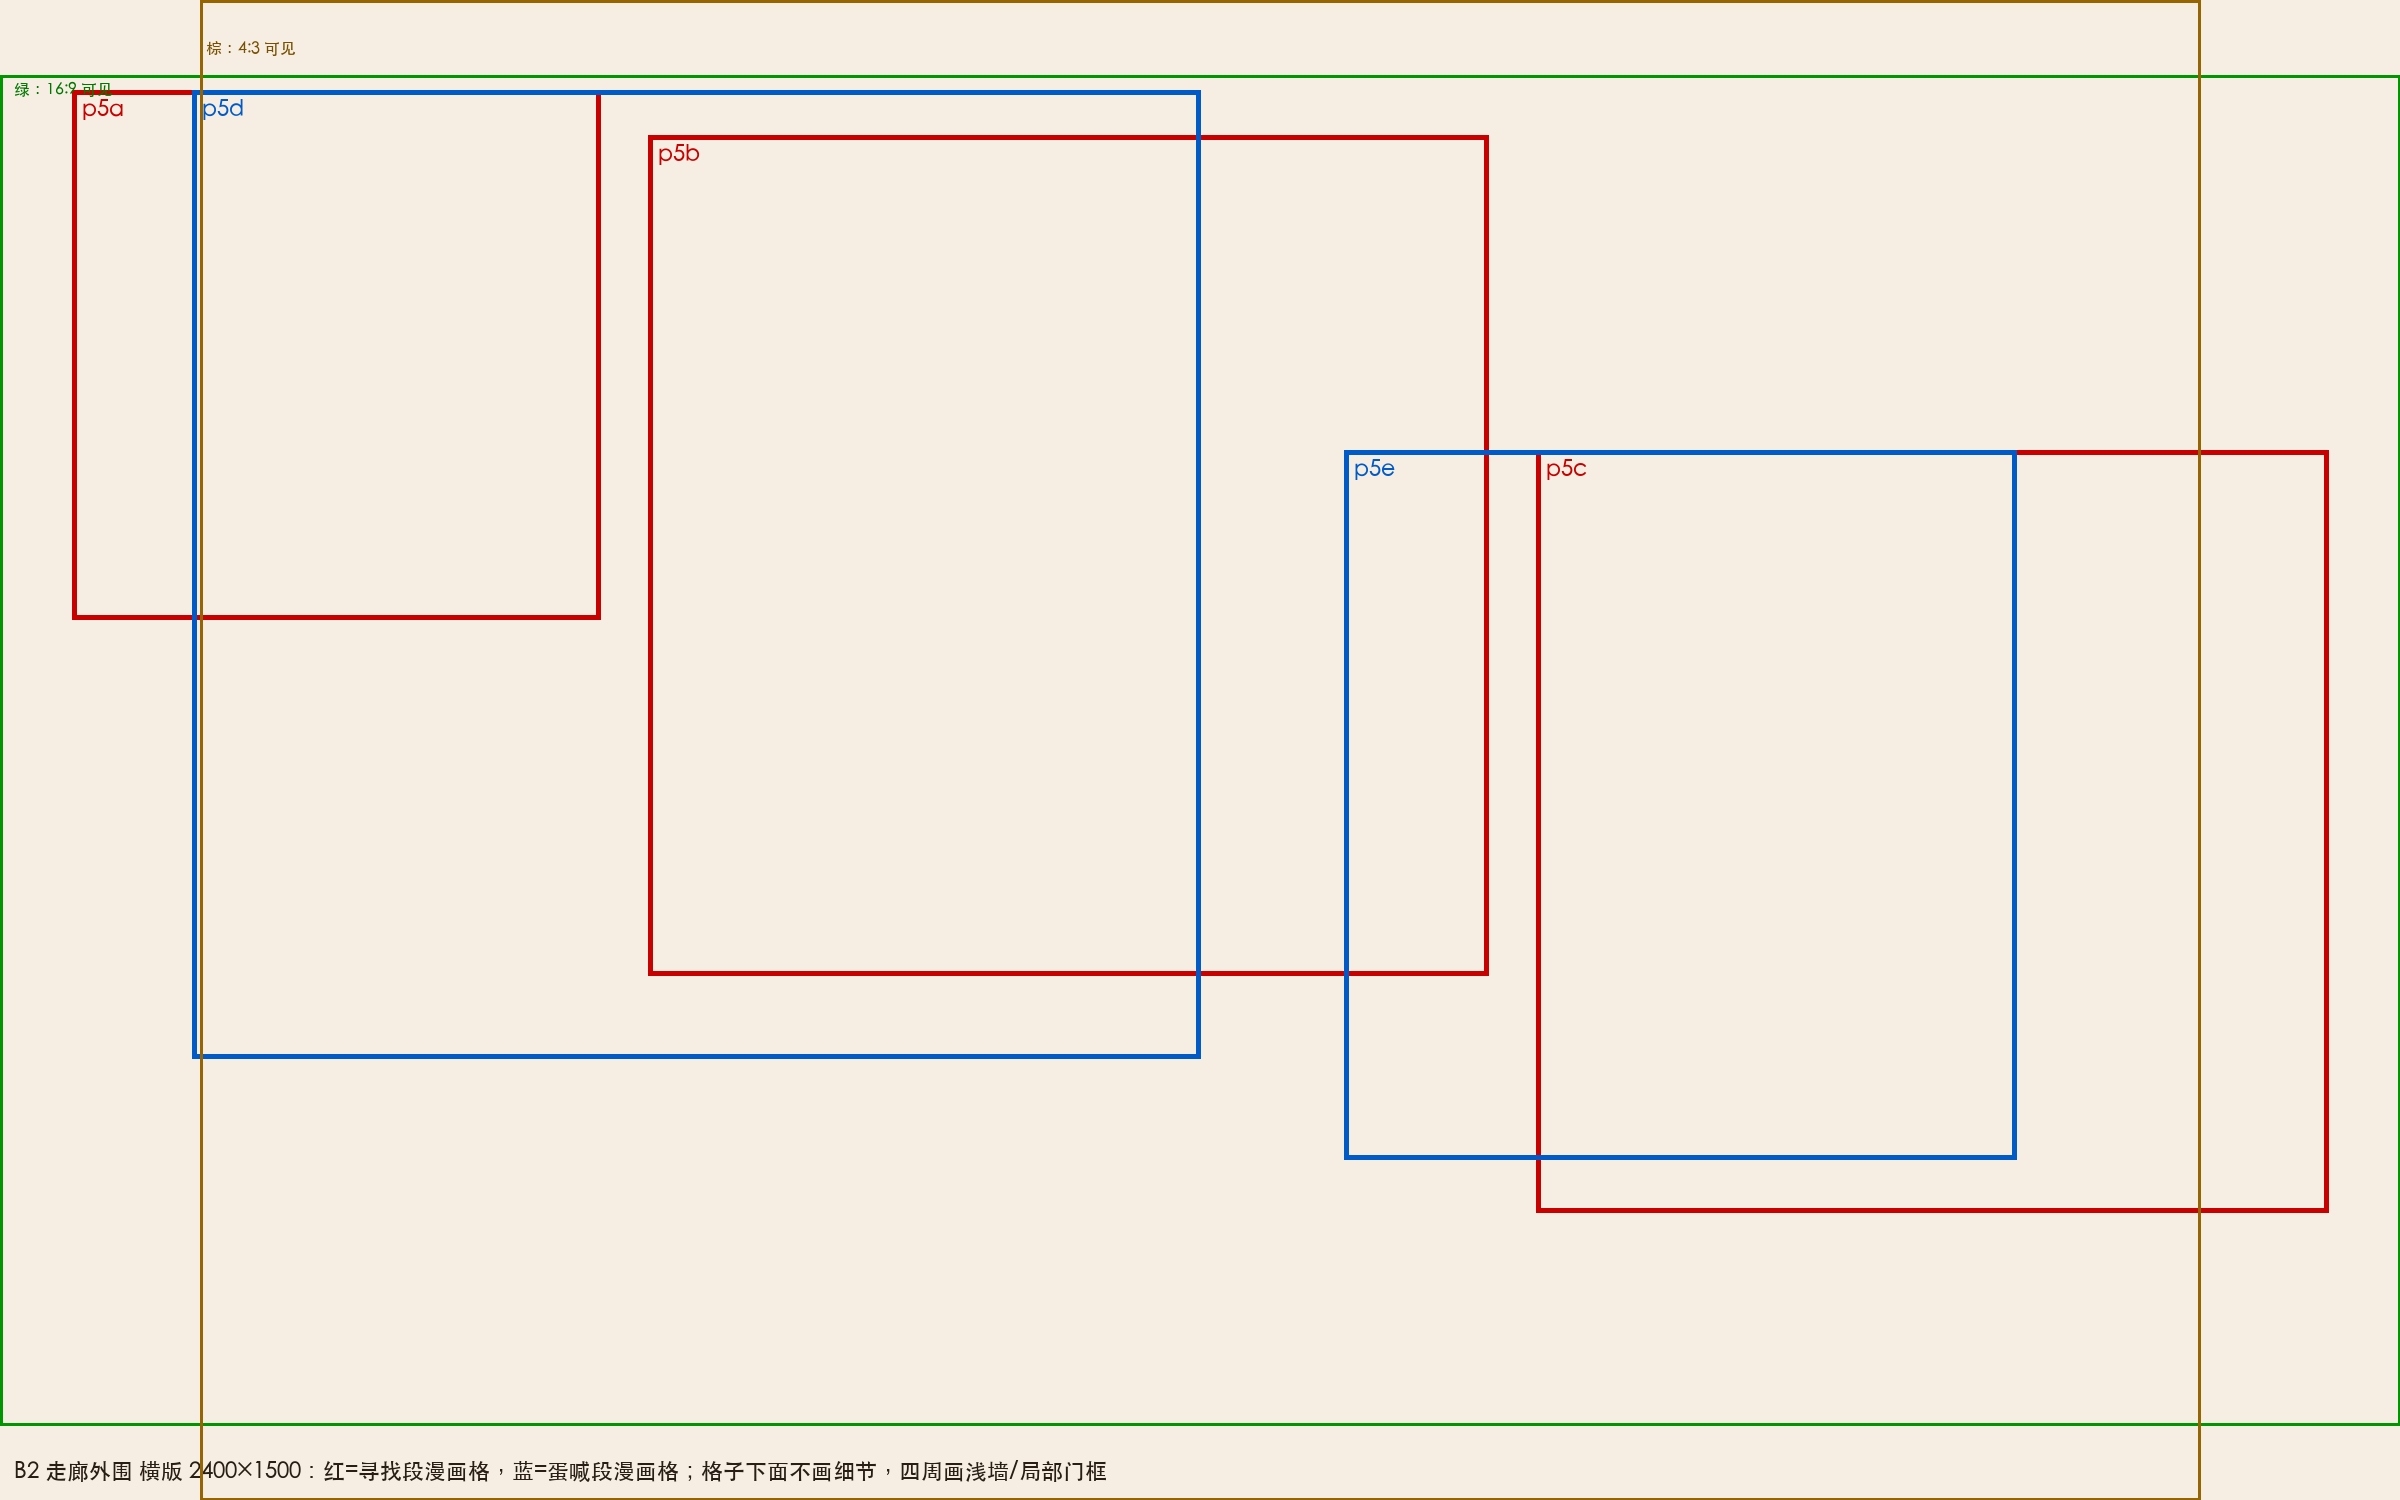 棕：4:3 可见
绿：16:9 可见
p5a
p5d
p5b
p5e
p5c
B2 走廊外围 横版 2400×1500：红=寻找段漫画格，蓝=蛋喊段漫画格；格子下面不画细节，四周画浅墙/局部门框